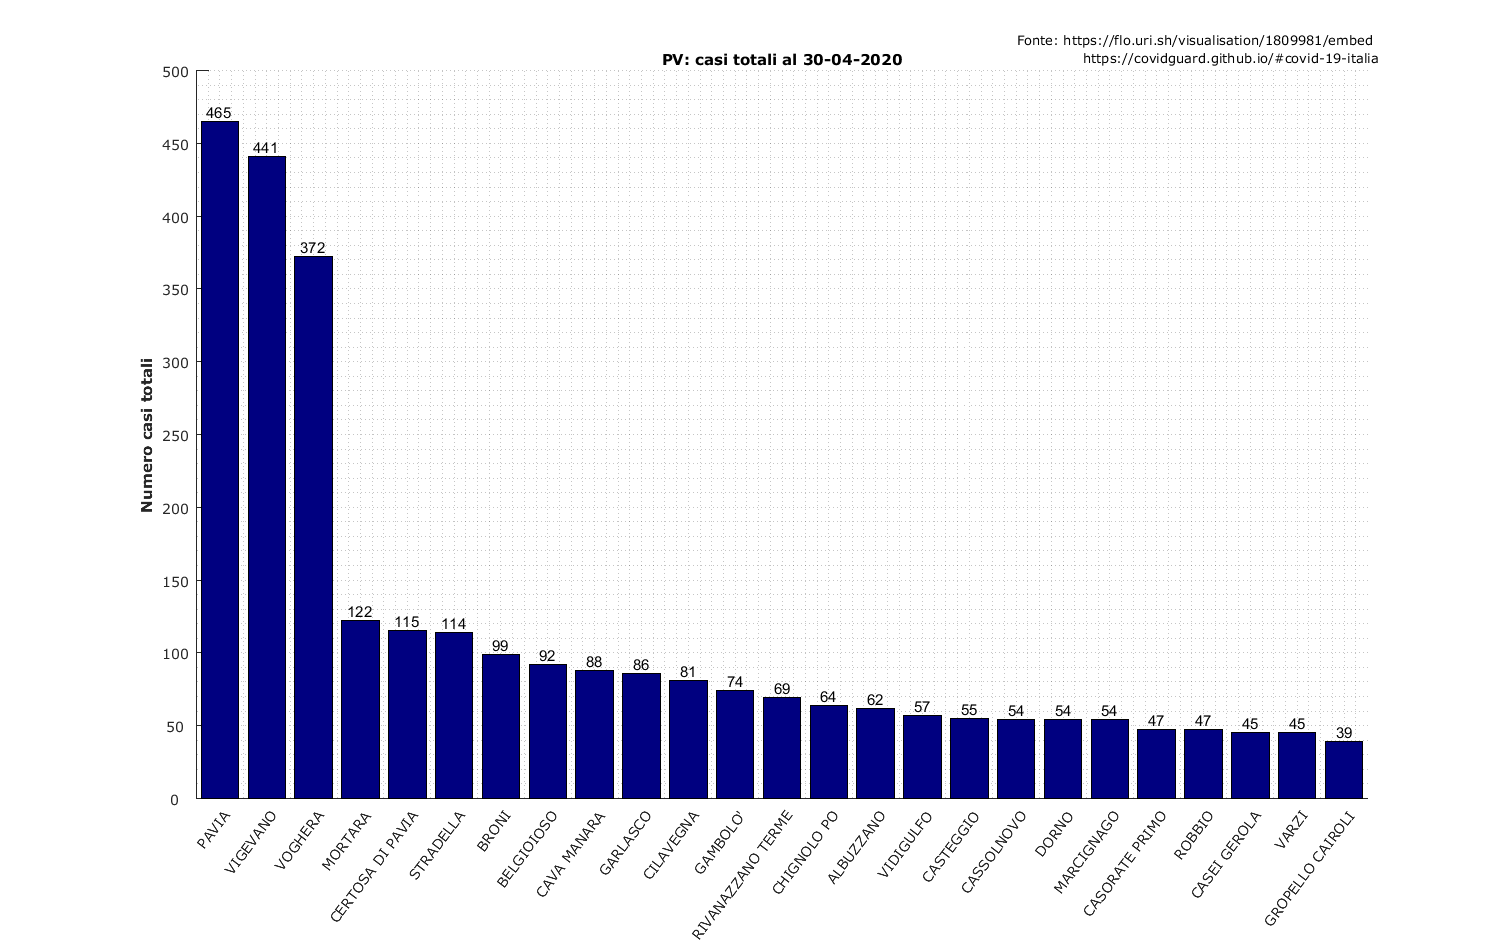 Fonte: https://flo.uri.sh/visualisation/1809981/embed
https://covidguard.github.io/#covid-19-italia
PV: casi totali al 30-04-2020
Numero casi totali
500
450
400
350
300
250
200
150
100
50
0
465
441
372
122
115
114
99
92
88
86
81
74
69
64
62
57
55
54
54
54
47
47
45
45
39
PAVIA
VIGEVANO
VOGHERA
MORTARA
CERTOSA DI PAVIA
STRADELLA
BRONI
BELGIOIOSO
CAVA MANARA
GARLASCO
CILAVEGNA
GAMBOLO'
RIVANAZZANO TERME
CHIGNOLO PO
ALBUZZANO
VIDIGULFO
CASTEGGIO
CASSOLNOVO
DORNO
MARCIGNAGO
CASORATE PRIMO
ROBBIO
CASEI GEROLA
VARZI
GROPELLO CAIROLI